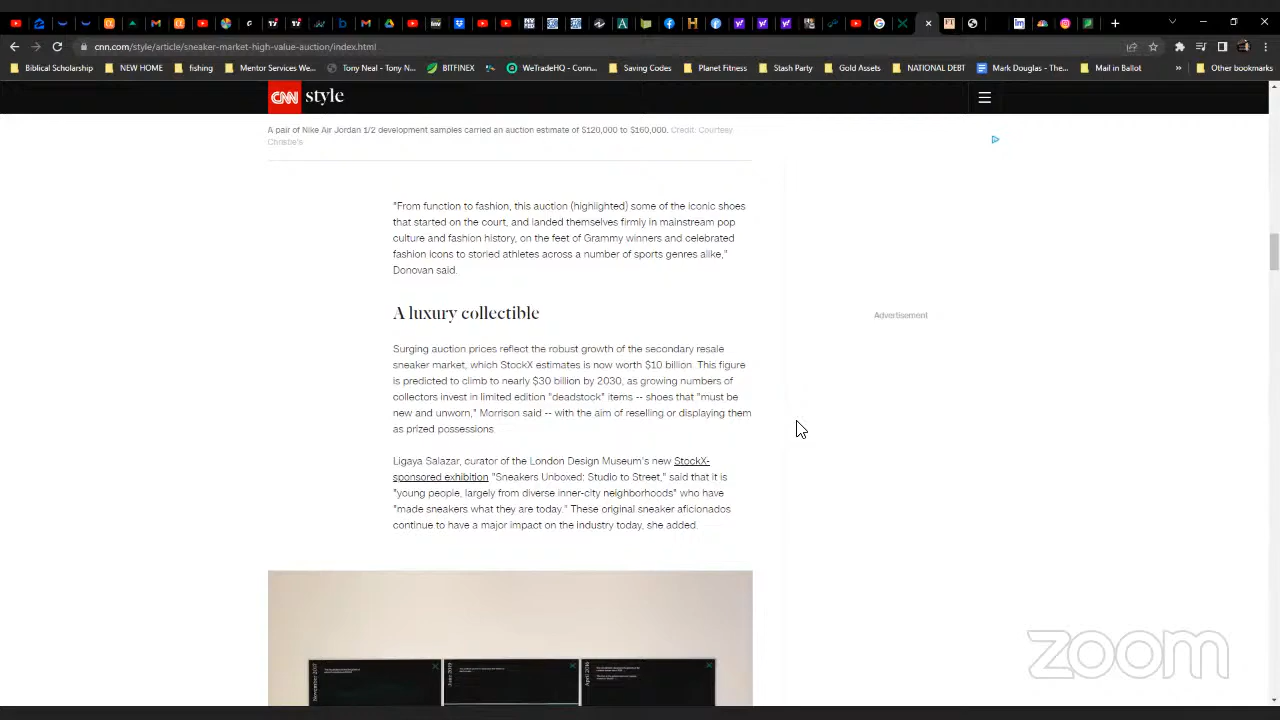 cnn.com/style/article/sneaker-market-high-value-auction/index.html
Biblical Scholarship NEW HOME fishing Mentor Services We... Tony Neal - Tony N... BITFINEX WeTradeHQ - Conn... Saving Codes Planet Fitness Stash Party Gold Assets NATIONAL DEBT Mark Douglas - The... Mail in Ballot » Other bookmarks
CNN style
A pair of Nike Air Jordan 1/2 development samples carried an auction estimate of $120,000 to $160,000. Credit: Courtesy
Christie's
"From function to fashion, this auction (highlighted) some of the iconic shoes
that started on the court, and landed themselves firmly in mainstream pop
culture and fashion history, on the feet of Grammy winners and celebrated
fashion icons to storied athletes across a number of sports genres alike,"
Donovan said.
A luxury collectible
Advertisement
Surging auction prices reflect the robust growth of the secondary resale
sneaker market, which StockX estimates is now worth $10 billion. This figure
is predicted to climb to nearly $30 billion by 2030, as growing numbers of
collectors invest in limited edition "deadstock" items -- shoes that "must be
new and unworn," Morrison said -- with the aim of reselling or displaying them
as prized possessions.
Ligaya Salazar, curator of the London Design Museum's new StockX-
sponsored exhibition "Sneakers Unboxed: Studio to Street," said that it is
"young people, largely from diverse inner-city neighborhoods" who have
"made sneakers what they are today." These original sneaker aficionados
continue to have a major impact on the industry today, she added.
zoom
November 2017
June 2013
April 2016